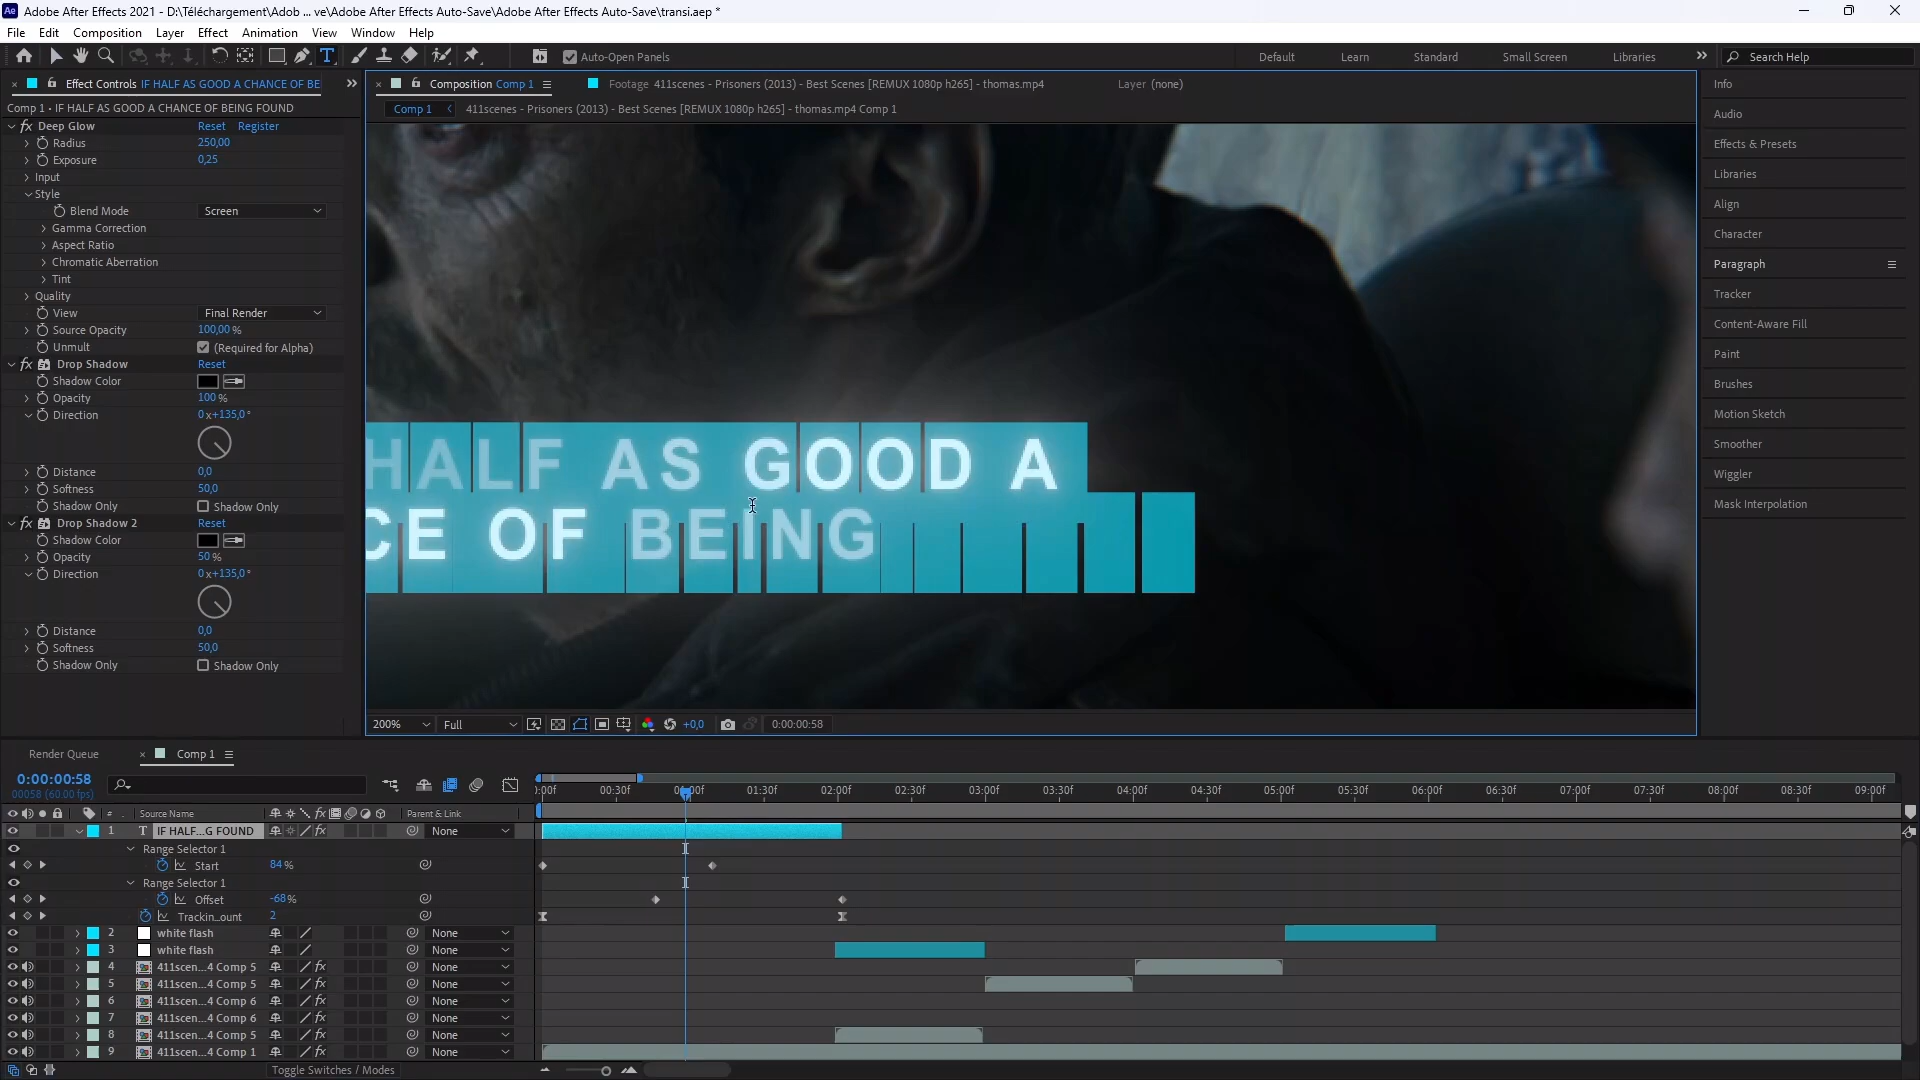 Adobe After Effects 2021 - D:\Téléchargement\Adob ... ve\Adobe After Effects Auto-Save\Adobe After Effects Auto-Save\transi.aep *
File Edit Composition Layer Effect Animation View Window Help
Auto-Open Panels
Default Learn Standard Small Screen Libraries Search Help
Effect Controls IF HALF AS GOOD A CHANCE OF BE
Composition Comp 1
Footage 411scenes - Prisoners (2013) - Best Scenes [REMUX 1080p h265] - thomas.mp4
Layer (none)
Comp 1 • IF HALF AS GOOD A CHANCE OF BEING FOUND
Comp 1 411scenes - Prisoners (2013) - Best Scenes [REMUX 1080p h265] - thomas.mp4 Comp 1
fx Deep Glow Reset Register
Radius 250,00
Exposure 0,25
Input
Style
Blend Mode Screen
Gamma Correction
Aspect Ratio
Chromatic Aberration
Tint
Quality
View Final Render
Source Opacity 100,00 %
Unmult (Required for Alpha)
fx Drop Shadow Reset
Shadow Color
Opacity 100 %
Direction 0x+135,0°
Distance 0,0
Softness 50,0
Shadow Only Shadow Only
fx Drop Shadow 2 Reset
Shadow Color
Opacity 50 %
Direction 0x+135,0°
Distance 0,0
Softness 50,0
Shadow Only Shadow Only
HALF AS GOOD A
CE OF BEING
200% Full +0,0 0:00:00:58
Info
Audio
Effects & Presets
Libraries
Align
Character
Paragraph
Tracker
Content-Aware Fill
Paint
Brushes
Motion Sketch
Smoother
Wiggler
Mask Interpolation
Render Queue Comp 1
0:00:00:58
00058 (60.00 fps)
:00f 00:30f 01:00f 01:30f 02:00f 02:30f 03:00f 03:30f 04:00f 04:30f 05:00f 05:30f 06:00f 06:30f 07:00f 07:30f 08:00f 08:30f 09:00f
# Source Name fx Parent & Link
1 T IF HALF...G FOUND fx None
Range Selector 1
Start 84 %
Range Selector 1
Offset -68%
Trackin...ount 2
2 white flash None
3 white flash None
4 411scen...4 Comp 5 fx None
5 411scen...4 Comp 5 fx None
6 411scen...4 Comp 6 fx None
7 411scen...4 Comp 6 fx None
8 411scen...4 Comp 5 fx None
9 411scen...4 Comp 1 fx None
Toggle Switches / Modes